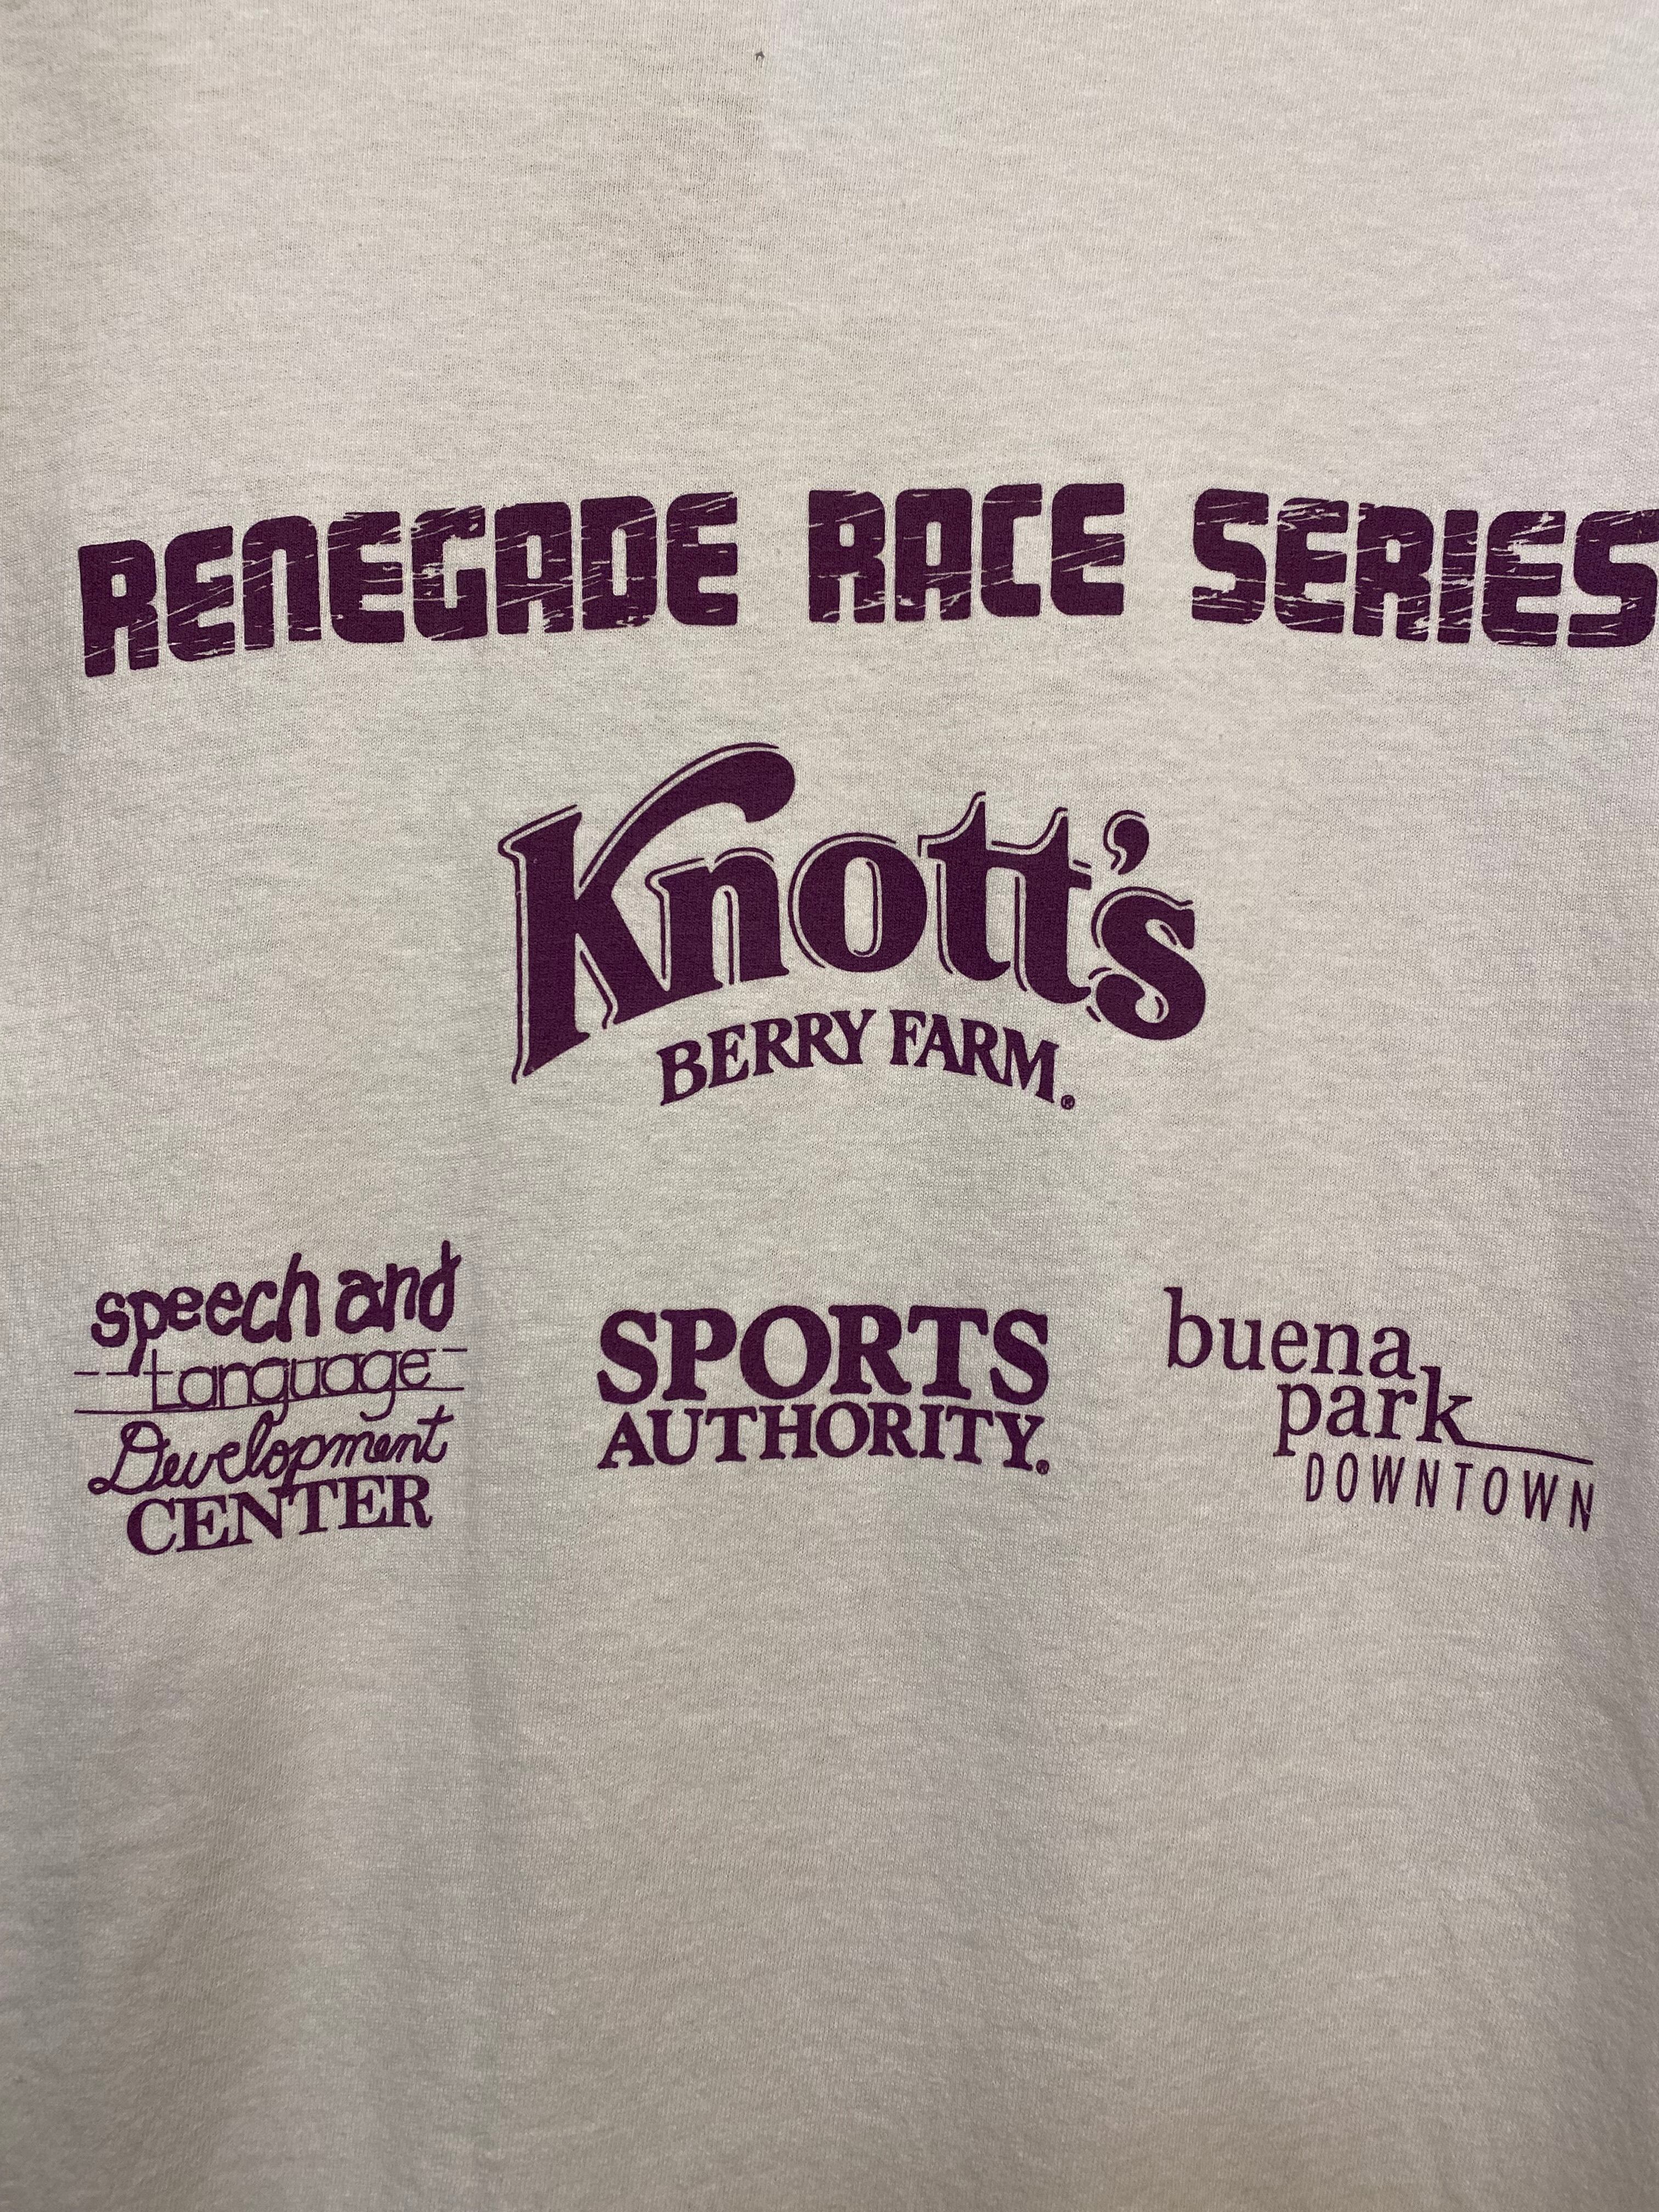 RENEGADE RACE SERIES
Knott's
BERRY FARM.®
speech and
Language
Development
CENTER
SPORTS
AUTHORITY.®
buena
park
DOWNTOWN